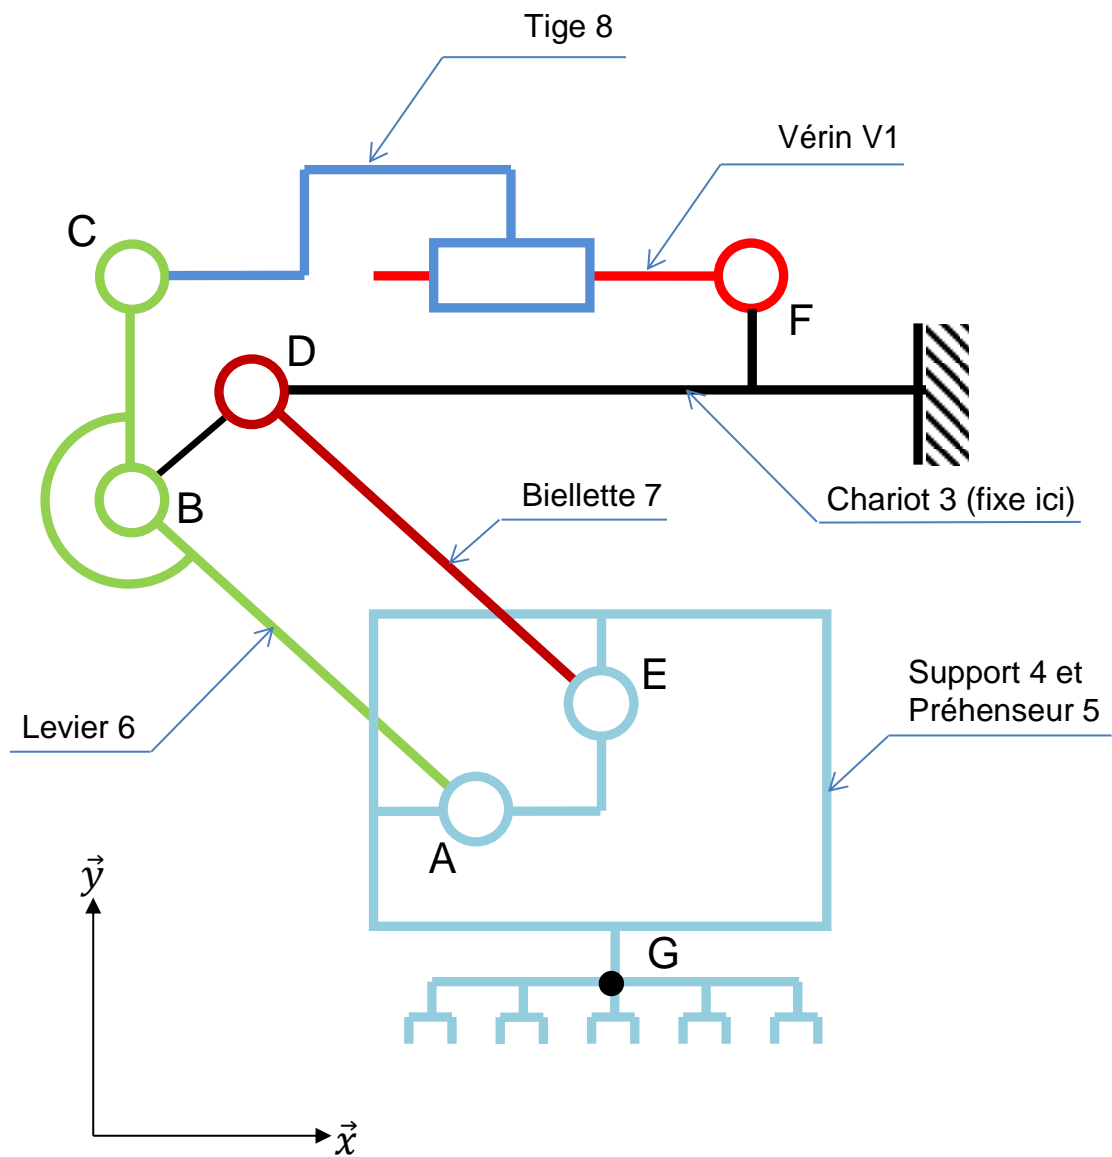 Tige 8
Vérin V1
C
F
D
B
Biellette 7
Chariot 3 (fixe ici)
E
Support 4 et
Préhenseur 5
Levier 6
A
G
y⃗
x⃗